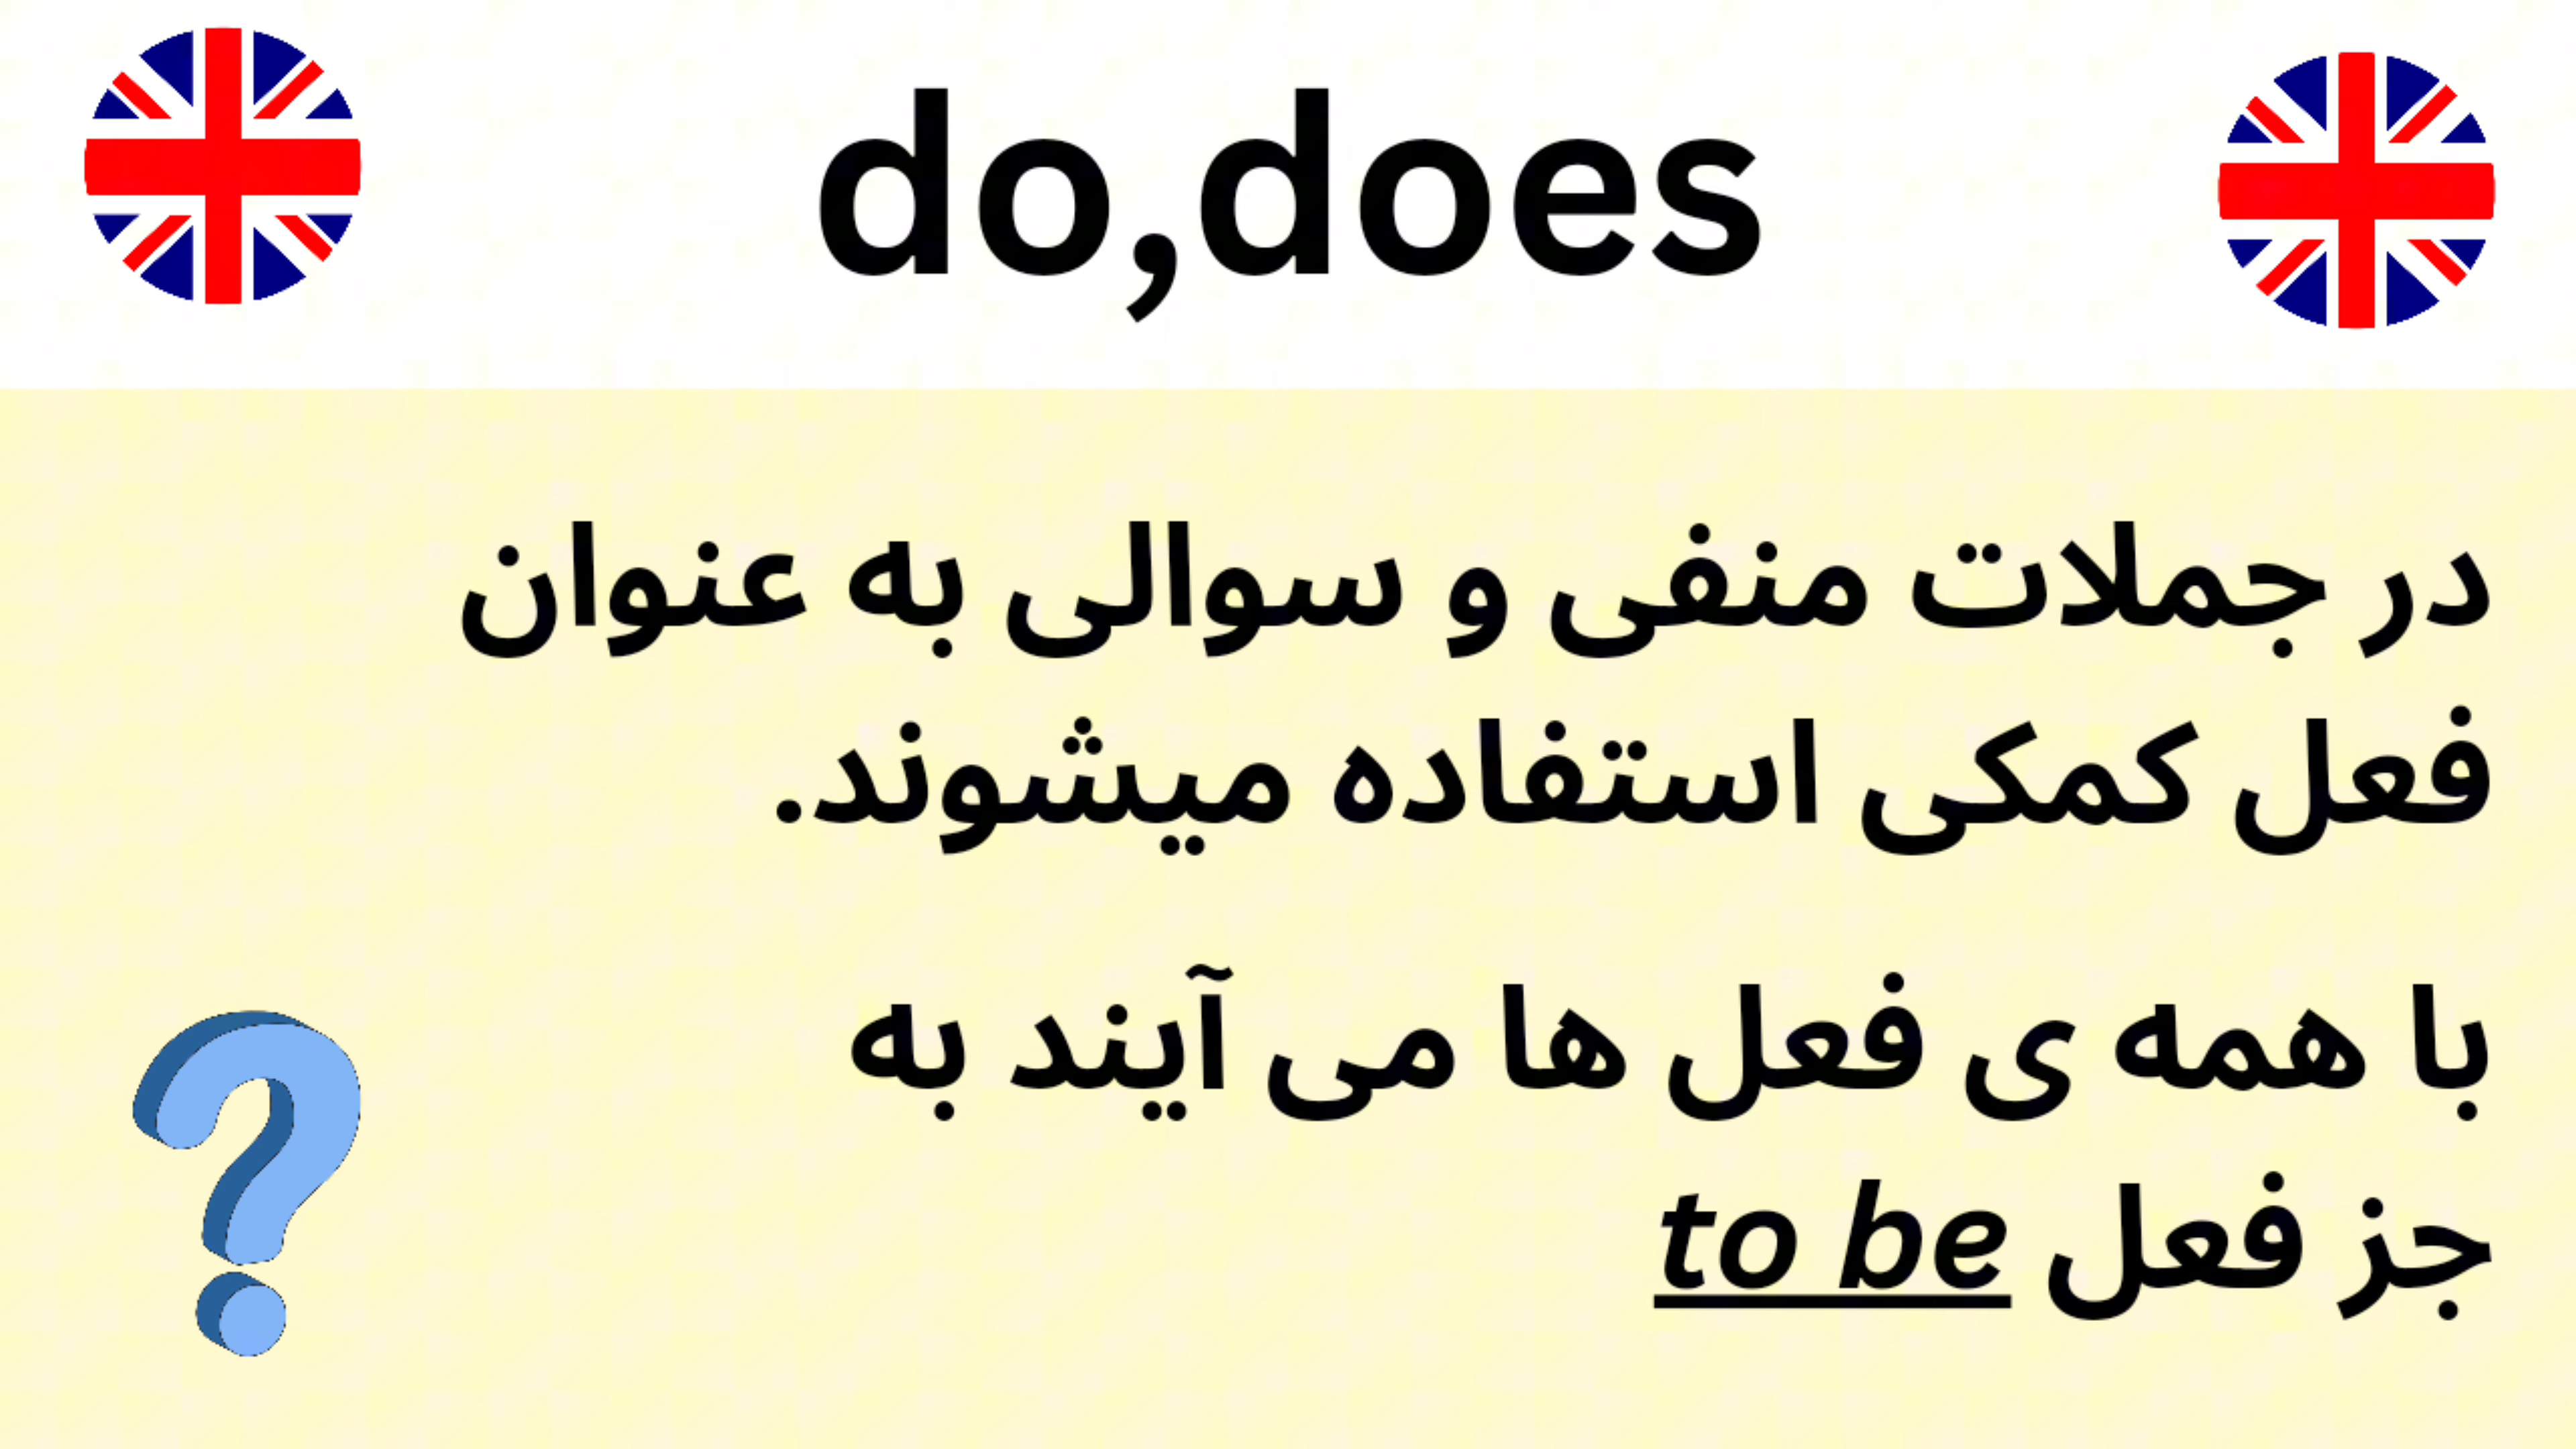 do,does
در جملات منفی و سوالی به عنوان
فعل کمکی استفاده میشوند.
با همه ی فعل ها می آیند به
جز فعل to be